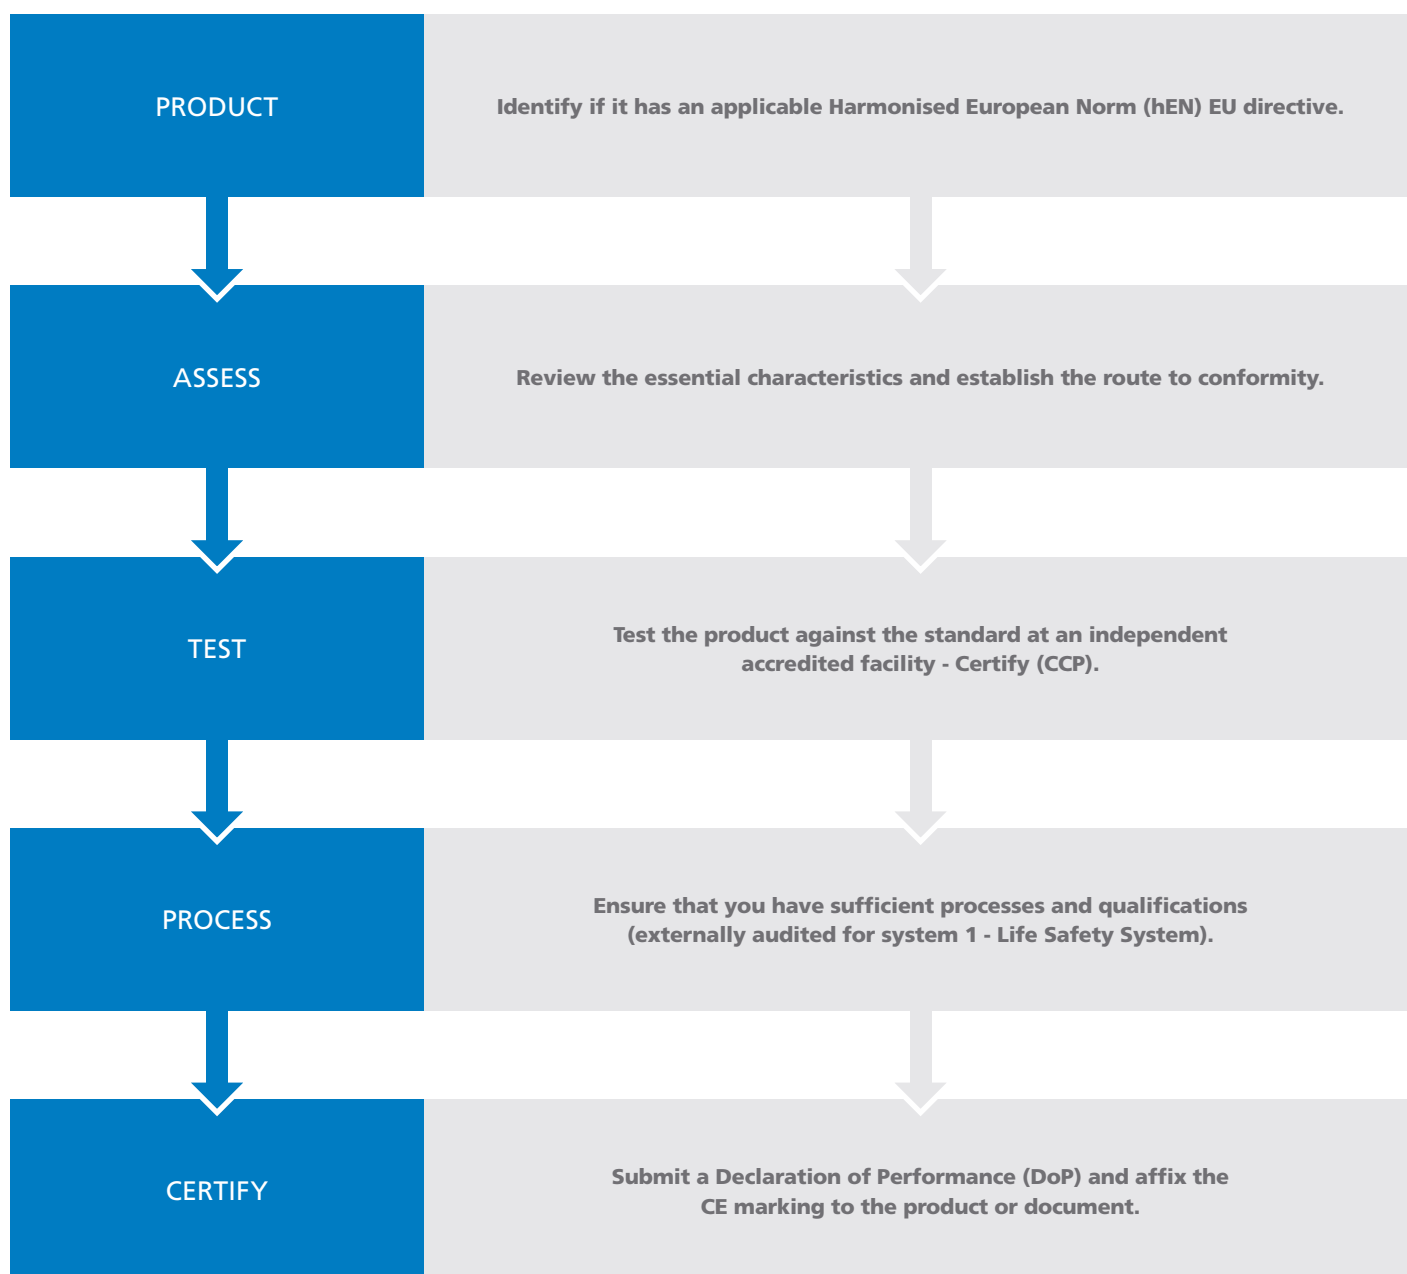 PRODUCT
Identify if it has an applicable Harmonised European Norm (hEN) EU directive.
ASSESS
Review the essential characteristics and establish the route to conformity.
TEST
Test the product against the standard at an independent
accredited facility - Certify (CCP).
PROCESS
Ensure that you have sufficient processes and qualifications
(externally audited for system 1 - Life Safety System).
CERTIFY
Submit a Declaration of Performance (DoP) and affix the
CE marking to the product or document.